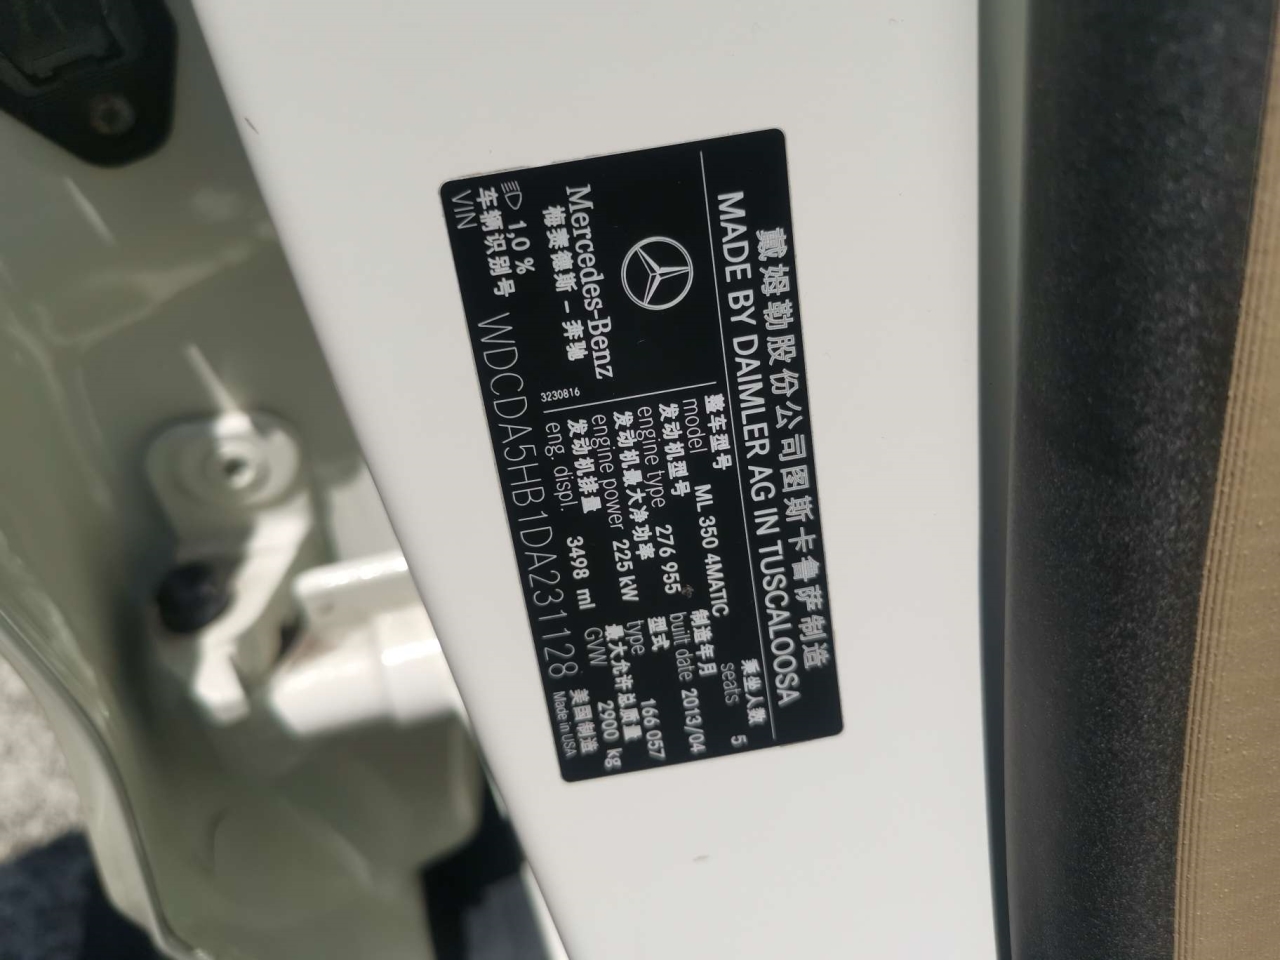 戴姆勒股份公司图斯卡鲁萨制造
MADE BY DAIMLER AG IN TUSCALOOSA
Mercedes-Benz
梅赛德斯-奔驰
3230816
整车型号
model ML 350 4MATIC
乘坐人数
seats 5
发动机型号
engine type 276 955
制造年月
built date 2013/04
发动机最大净功率
engine power 225 kW
型式
type 166 057
发动机排量
eng. displ. 3498 ml
最大允许总质量
GVW 2900 kg
1,0 %
车辆识别号
VIN WDCDA5HB1DA231128
美国制造
Made in USA